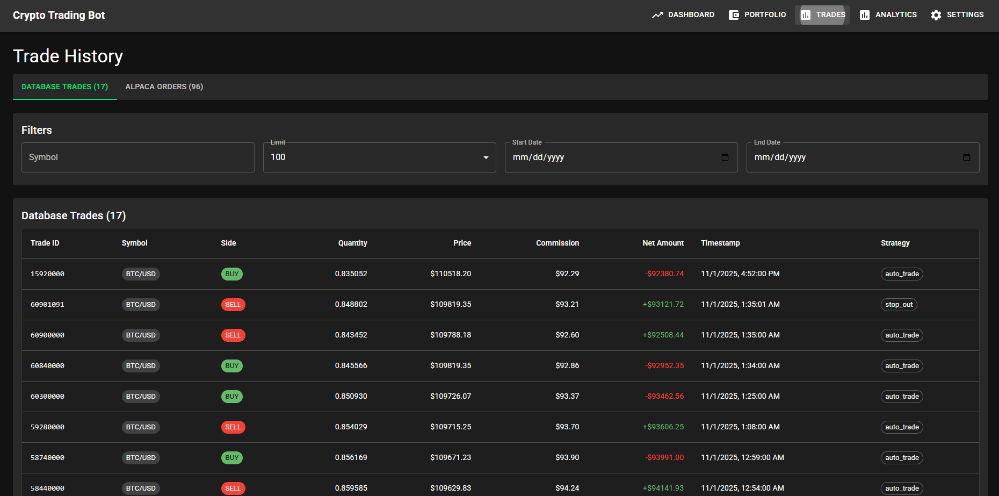 Crypto Trading Bot DASHBOARD PORTFOLIO TRADES ANALYTICS SETTINGS
Trade History
DATABASE TRADES (17) ALPACA ORDERS (96)
Filters
Symbol Limit 100 Start Date mm/dd/yyyy End Date mm/dd/yyyy
Database Trades (17)
Trade ID Symbol Side Quantity Price Commission Net Amount Timestamp Strategy
15920000 BTC/USD BUY 0.835052 $110518.20 $92.29 -$92380.74 11/1/2025, 4:52:00 PM auto_trade
60901091 BTC/USD SELL 0.848802 $109819.35 $93.21 +$93121.72 11/1/2025, 1:35:01 AM stop_out
60900000 BTC/USD SELL 0.843452 $109788.18 $92.60 +$92508.44 11/1/2025, 1:35:00 AM auto_trade
60840000 BTC/USD BUY 0.845566 $109819.35 $92.86 -$92952.35 11/1/2025, 1:34:00 AM auto_trade
60300000 BTC/USD BUY 0.850930 $109726.07 $93.37 -$93462.56 11/1/2025, 1:25:00 AM auto_trade
59280000 BTC/USD SELL 0.854029 $109715.25 $93.70 +$93606.25 11/1/2025, 1:08:00 AM auto_trade
58740000 BTC/USD BUY 0.856169 $109671.23 $93.90 -$93991.00 11/1/2025, 12:59:00 AM auto_trade
58440000 BTC/USD SELL 0.859585 $109629.83 $94.24 +$94141.93 11/1/2025, 12:54:00 AM auto_trade